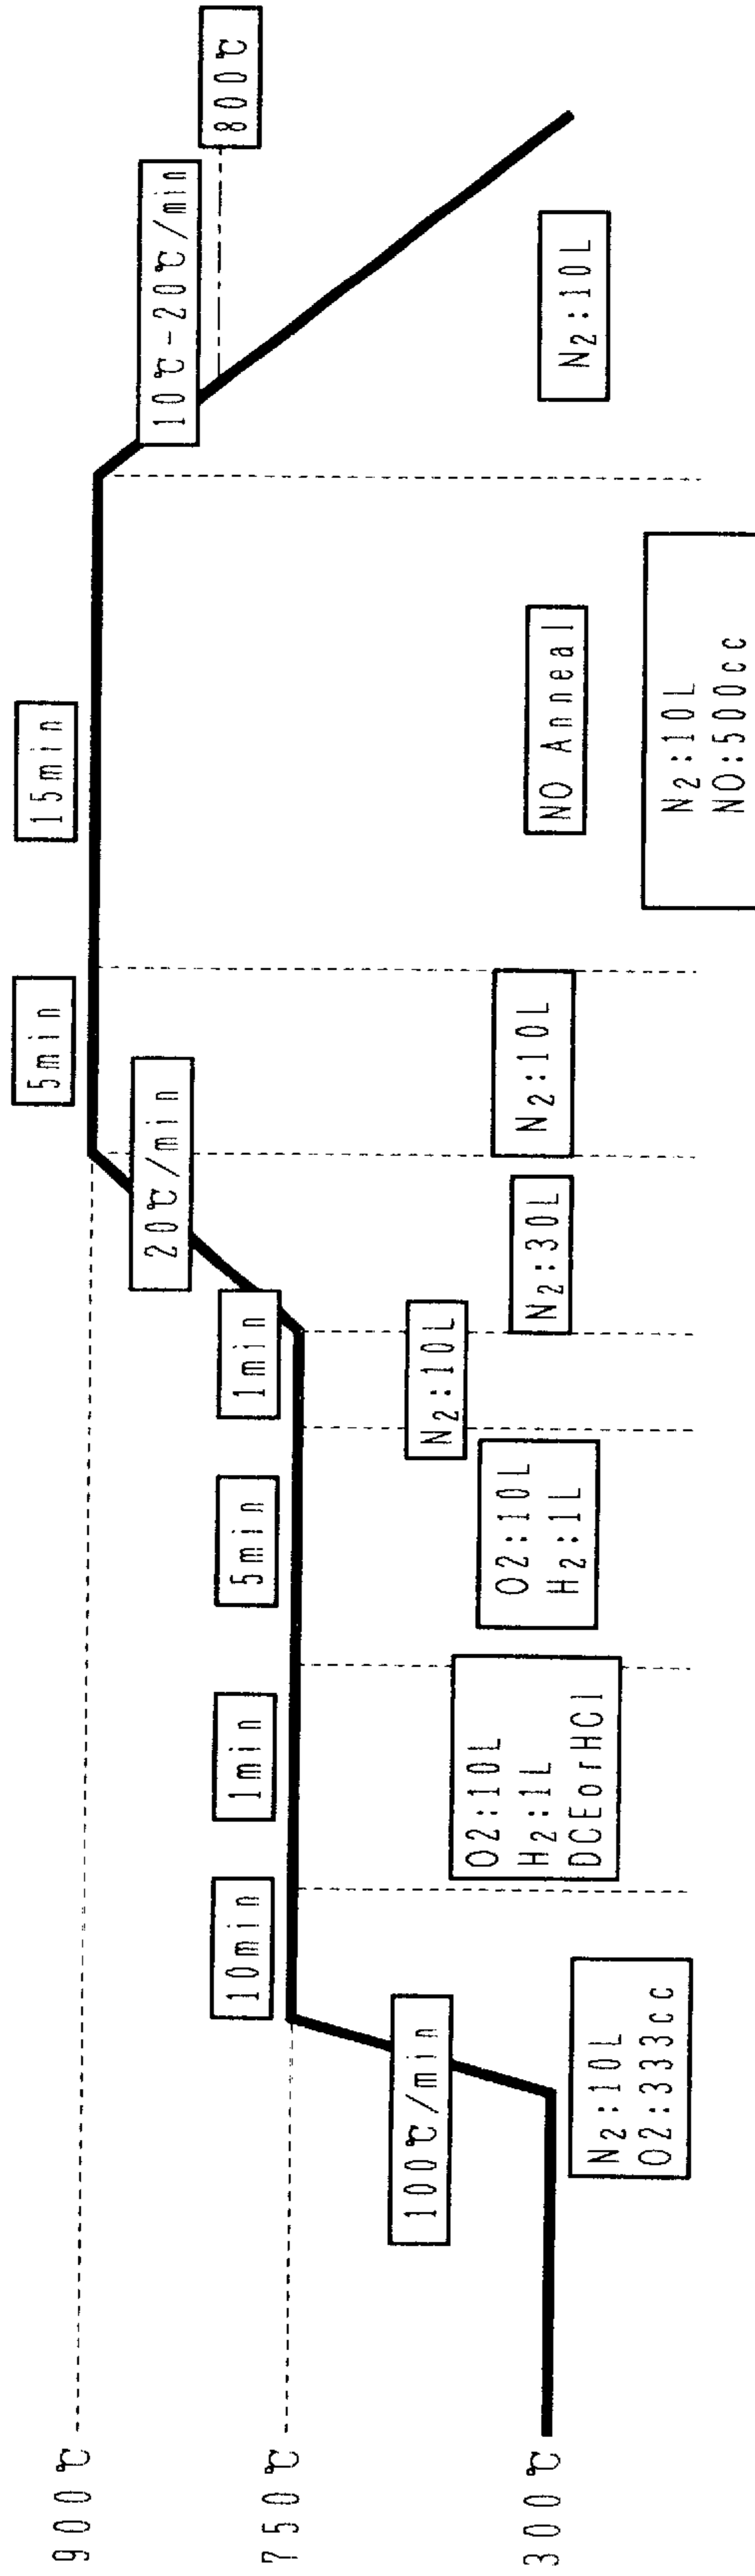 900℃
750℃
300℃
100℃/min
10min
1min
5min
1min
20℃/min
5min
15min
10℃-20℃/min
800℃
N2:10L
O2:333cc
O2:10L
H2:1L
DCEorHCl
O2:10L
H2:1L
N2:10L
N2:30L
N2:10L
NO Anneal
N2:10L
NO:500cc
N2:10L